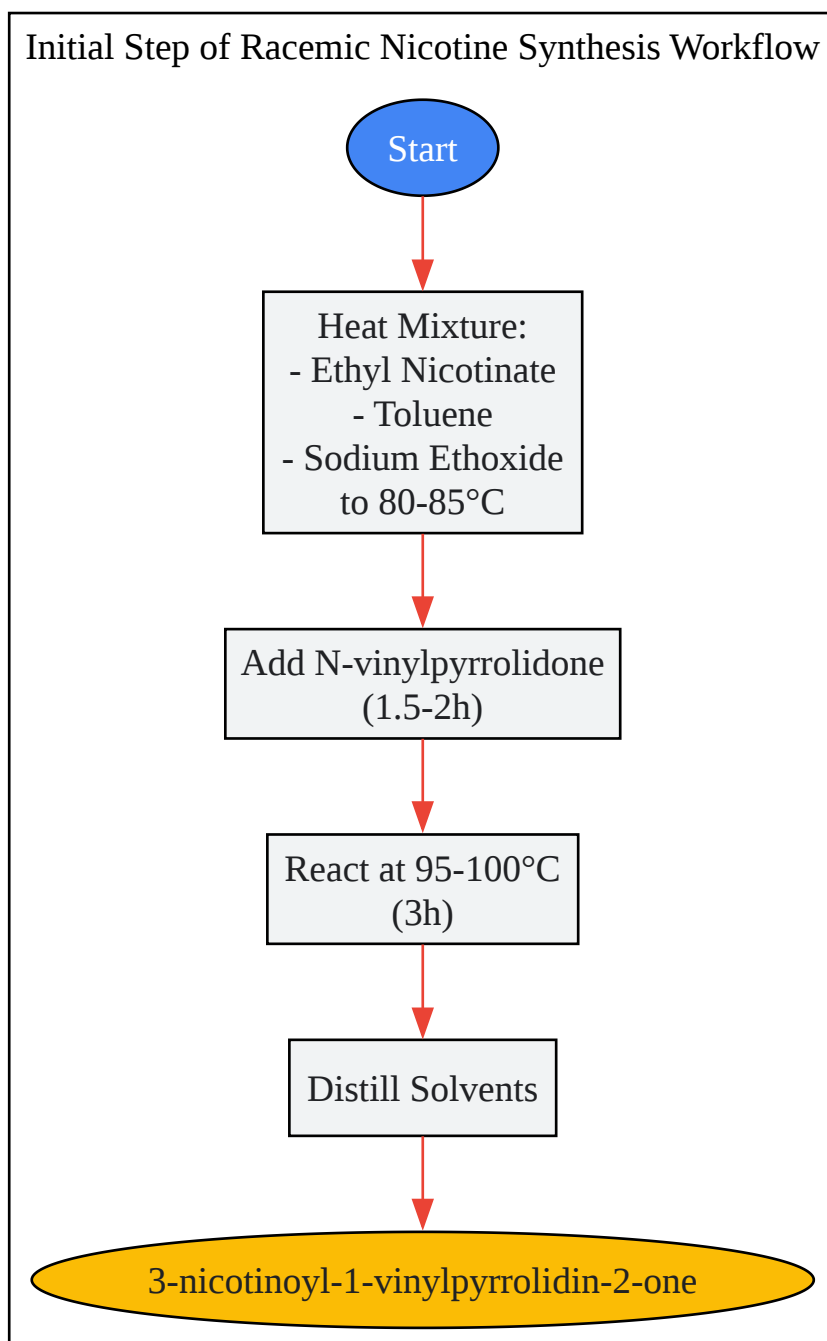 Initial Step of Racemic Nicotine Synthesis Workflow
Start
Heat Mixture:
- Ethyl Nicotinate
- Toluene
- Sodium Ethoxide
to 80-85°C
Add N-vinylpyrrolidone
(1.5-2h)
React at 95-100°C
(3h)
Distill Solvents
3-nicotinoyl-1-vinylpyrrolidin-2-one